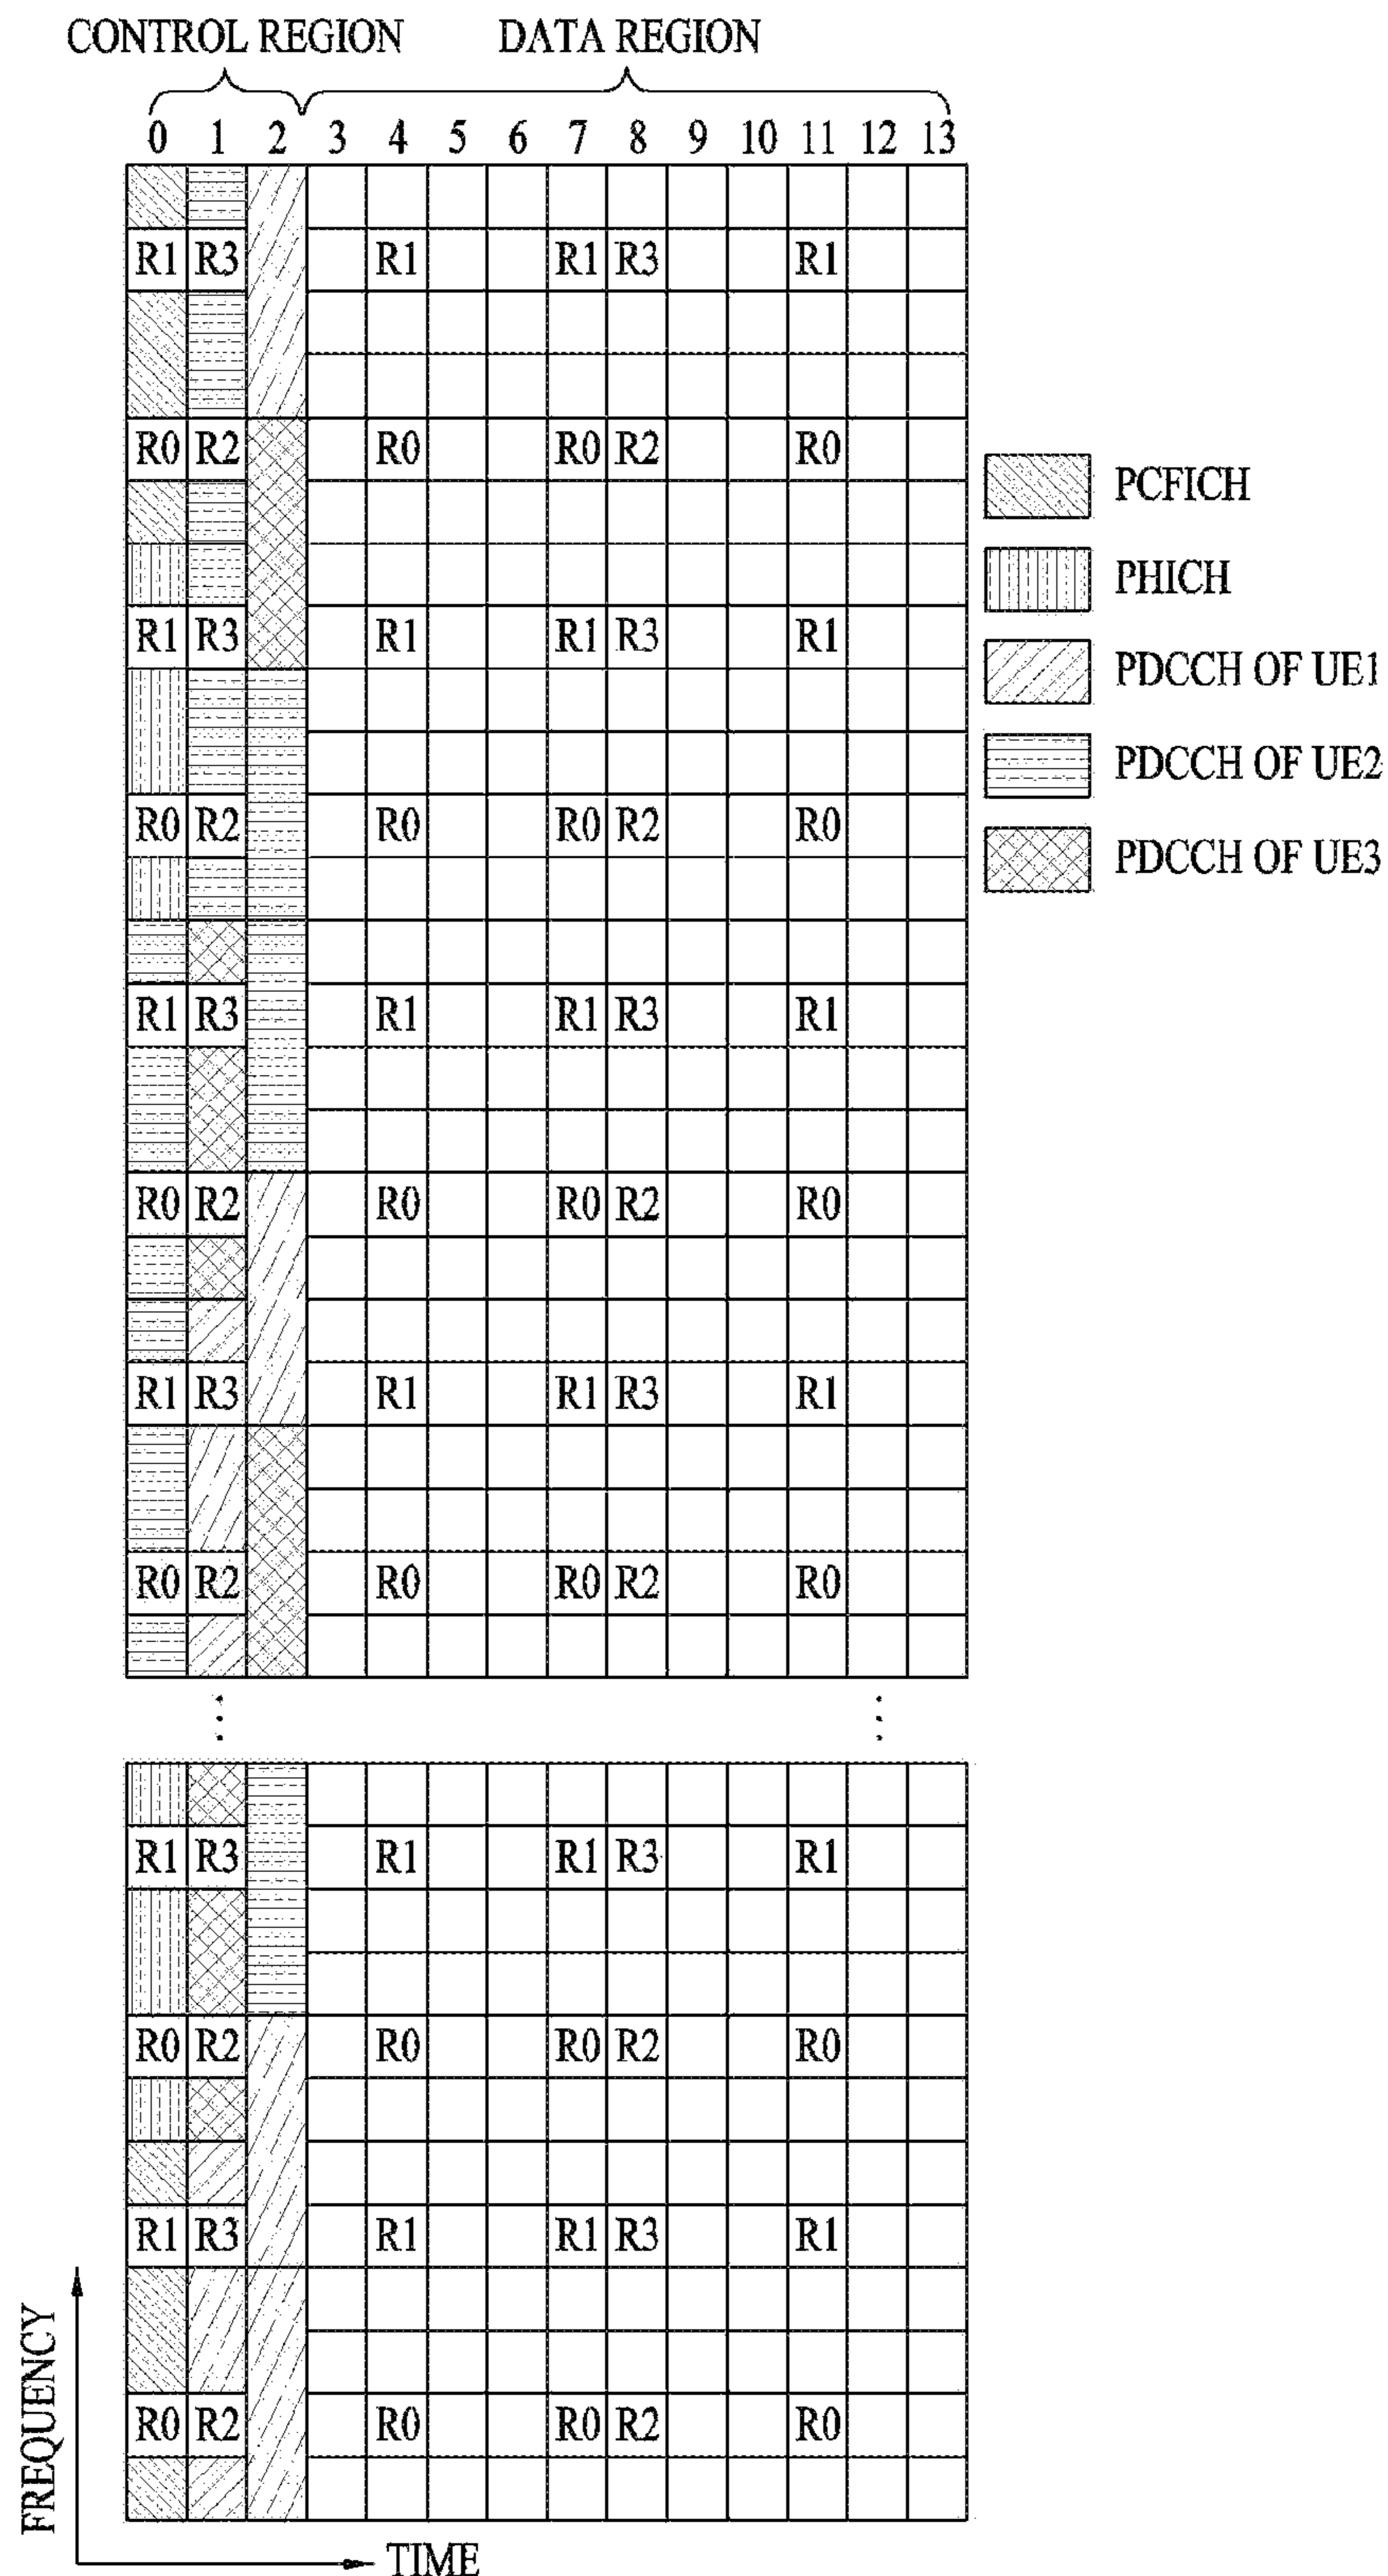 CONTROL REGION DATA REGION
0 1 2 3 4 5 6 7 8 9 10 11 12 13
R1 R3 R1 R1 R3 R1
R0 R2 R0 R0 R2 R0
PCFICH
PHICH
R1 R3 R1 R1 R3 R1
PDCCH OF UE1
PDCCH OF UE2
R0 R2 R0 R0 R2 R0
PDCCH OF UE3
R1 R3 R1 R1 R3 R1
R0 R2 R0 R0 R2 R0
R1 R3 R1 R1 R3 R1
R0 R2 R0 R0 R2 R0
R1 R3 R1 R1 R3 R1
R0 R2 R0 R0 R2 R0
R1 R3 R1 R1 R3 R1
R0 R2 R0 R0 R2 R0
FREQUENCY
TIME